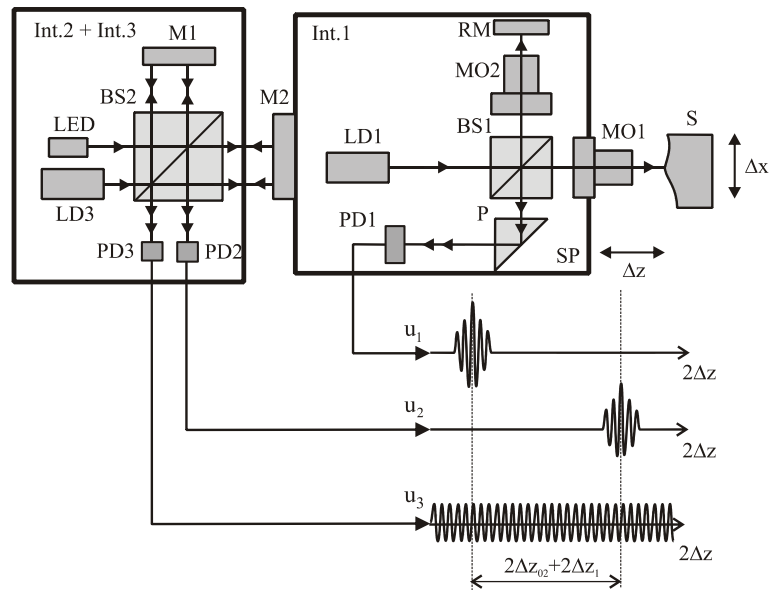 Int.2 + Int.3
M1
BS2
LED
LD3
PD3
PD2
M2
Int.1
RM
MO2
BS1
LD1
MO1
S
Δx
P
PD1
SP
Δz
u1
2Δz
u2
2Δz
u3
2Δz
2Δz02+2Δz1